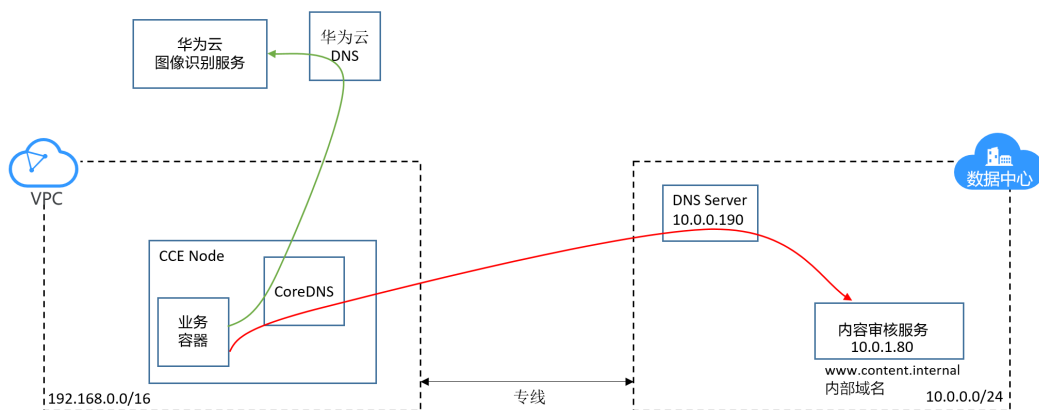 华为云
图像识别服务
华为云
DNS
VPC
数据中心
DNS Server
10.0.0.190
CCE Node
CoreDNS
业务
容器
内容审核服务
10.0.1.80
www.content.internal
内部域名
192.168.0.0/16
专线
10.0.0.0/24